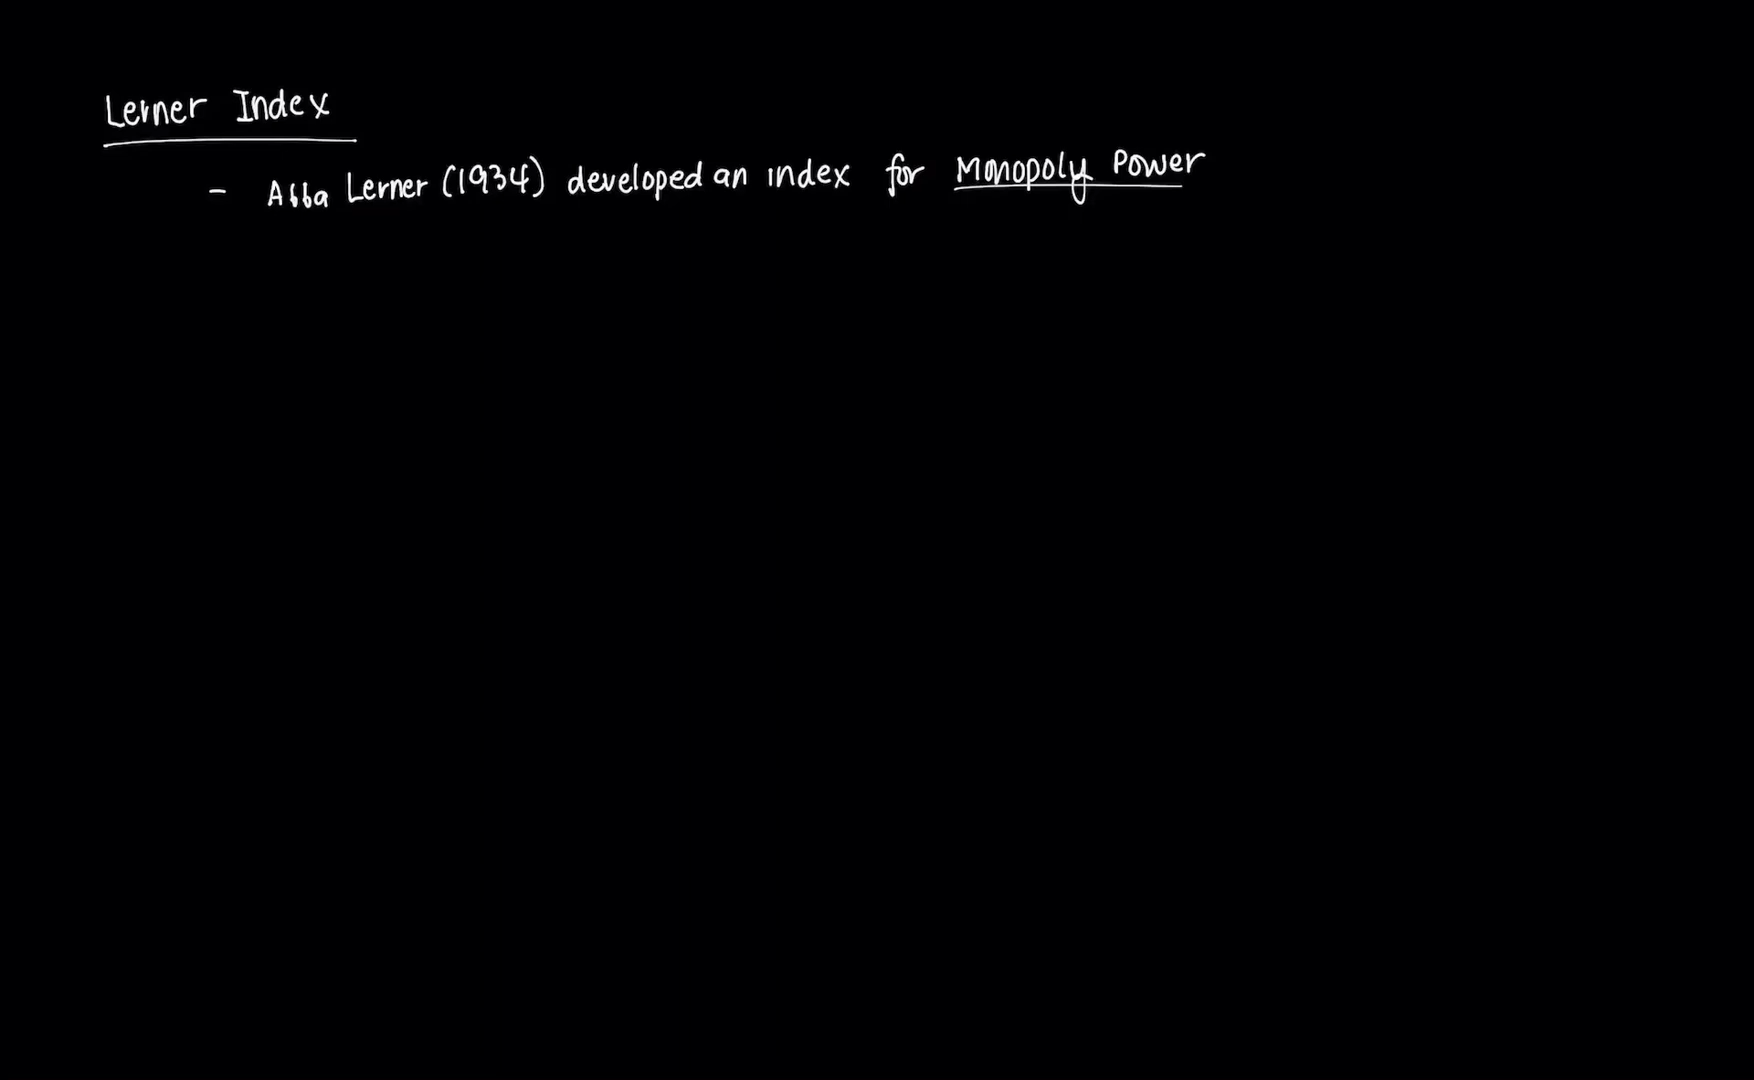 Lerner Index
- Abba Lerner (1934) developed an index for Monopoly Power